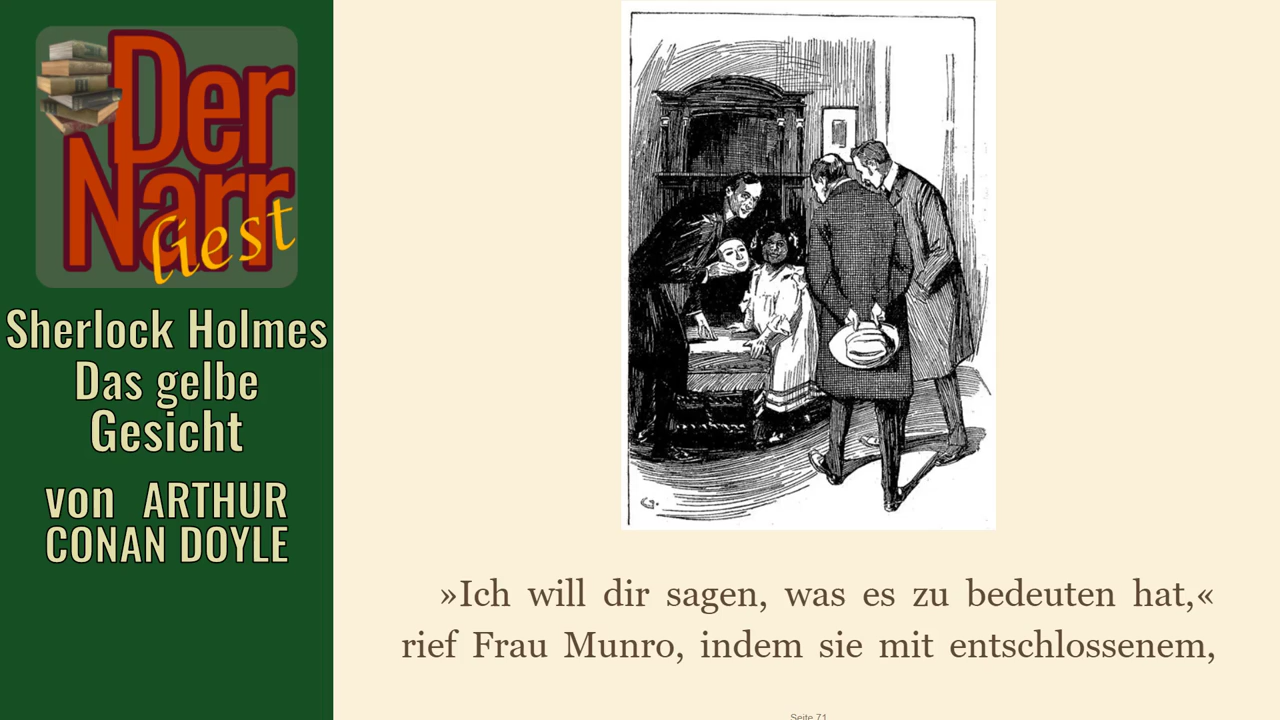 Der
Narr
liest
Sherlock Holmes
Das gelbe
Gesicht
von ARTHUR
CONAN DOYLE
G.
»Ich will dir sagen, was es zu bedeuten hat,«
rief Frau Munro, indem sie mit entschlossenem,
Seite 71